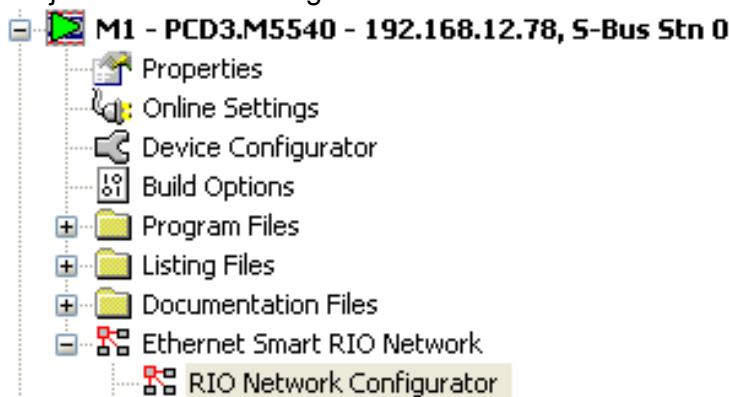 M1 - PCD3.M5540 - 192.168.12.78, S-Bus Stn 0
Properties
Online Settings
Device Configurator
Build Options
Program Files
Listing Files
Documentation Files
Ethernet Smart RIO Network
RIO Network Configurator